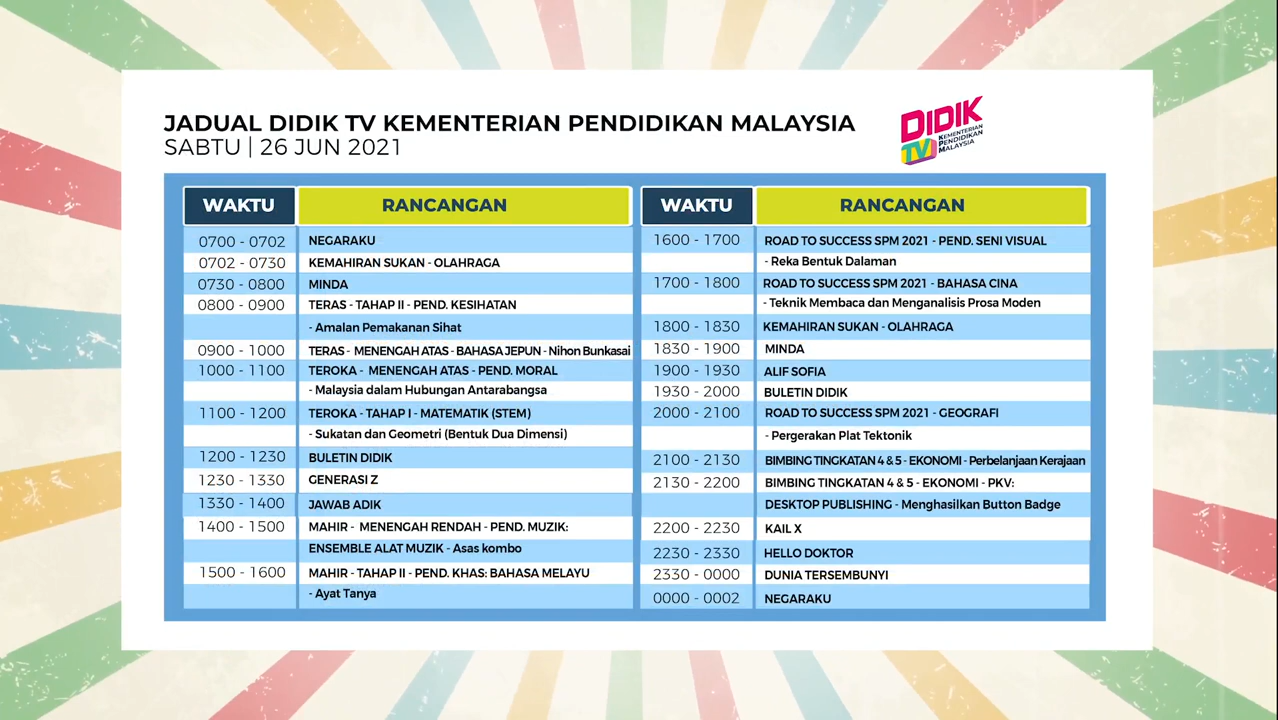 JADUAL DIDIK TV KEMENTERIAN PENDIDIKAN MALAYSIA
SABTU | 26 JUN 2021
DIDIK
TV KEMENTERIAN
PENDIDIKAN
MALAYSIA
WAKTU RANCANGAN
0700 - 0702 NEGARAKU
0702 - 0730 KEMAHIRAN SUKAN - OLAHRAGA
0730 - 0800 MINDA
0800 - 0900 TERAS - TAHAP II - PEND. KESIHATAN
- Amalan Pemakanan Sihat
0900 - 1000 TERAS - MENENGAH ATAS - BAHASA JEPUN - Nihon Bunkasai
1000 - 1100 TEROKA - MENENGAH ATAS - PEND. MORAL
- Malaysia dalam Hubungan Antarabangsa
1100 - 1200 TEROKA - TAHAP I - MATEMATIK (STEM)
- Sukatan dan Geometri (Bentuk Dua Dimensi)
1200 - 1230 BULETIN DIDIK
1230 - 1330 GENERASI Z
1330 - 1400 JAWAB ADIK
1400 - 1500 MAHIR - MENENGAH RENDAH - PEND. MUZIK:
ENSEMBLE ALAT MUZIK - Asas kombo
1500 - 1600 MAHIR - TAHAP II - PEND. KHAS: BAHASA MELAYU
- Ayat Tanya
WAKTU RANCANGAN
1600 - 1700 ROAD TO SUCCESS SPM 2021 - PEND. SENI VISUAL
- Reka Bentuk Dalaman
1700 - 1800 ROAD TO SUCCESS SPM 2021 - BAHASA CINA
- Teknik Membaca dan Menganalisis Prosa Moden
1800 - 1830 KEMAHIRAN SUKAN - OLAHRAGA
1830 - 1900 MINDA
1900 - 1930 ALIF SOFIA
1930 - 2000 BULETIN DIDIK
2000 - 2100 ROAD TO SUCCESS SPM 2021 - GEOGRAFI
- Pergerakan Plat Tektonik
2100 - 2130 BIMBING TINGKATAN 4 & 5 - EKONOMI - Perbelanjaan Kerajaan
2130 - 2200 BIMBING TINGKATAN 4 & 5 - EKONOMI - PKV:
DESKTOP PUBLISHING - Menghasilkan Button Badge
2200 - 2230 KAIL X
2230 - 2330 HELLO DOKTOR
2330 - 0000 DUNIA TERSEMBUNYI
0000 - 0002 NEGARAKU